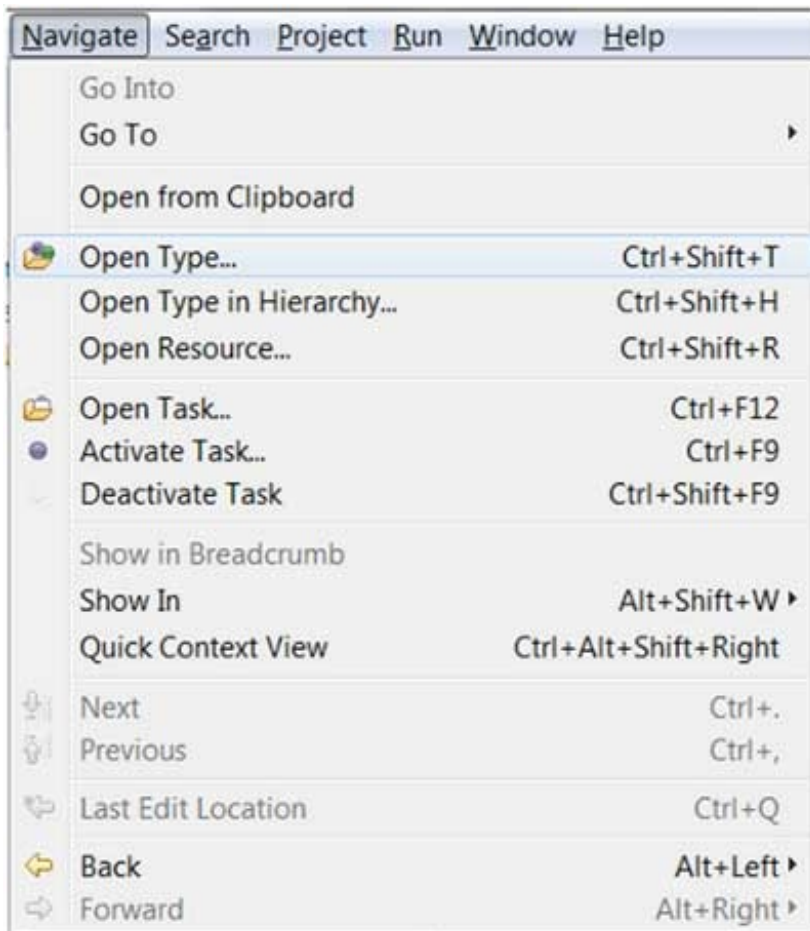 Navigate Search Project Run Window Help
Go Into
Go To
Open from Clipboard
Open Type... Ctrl+Shift+T
Open Type in Hierarchy... Ctrl+Shift+H
Open Resource... Ctrl+Shift+R
Open Task... Ctrl+F12
Activate Task... Ctrl+F9
Deactivate Task Ctrl+Shift+F9
Show in Breadcrumb
Show In Alt+Shift+W
Quick Context View Ctrl+Alt+Shift+Right
Next Ctrl+.
Previous Ctrl+,
Last Edit Location Ctrl+Q
Back Alt+Left
Forward Alt+Right